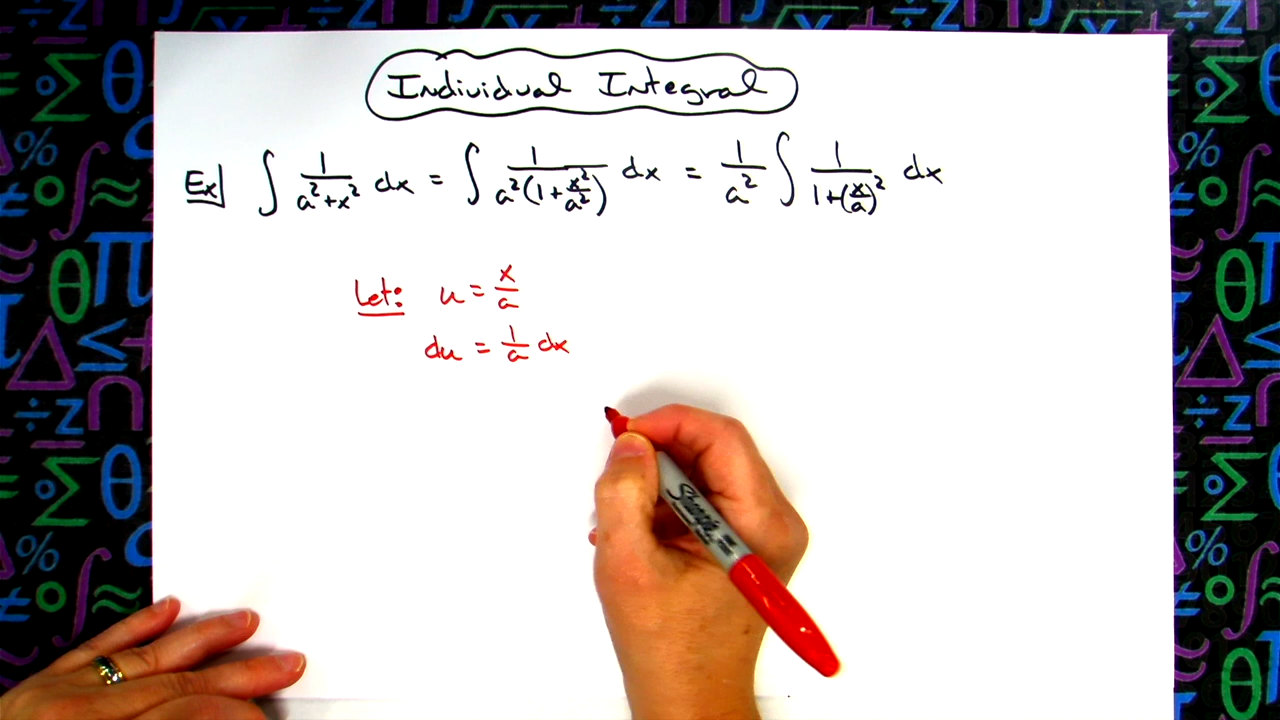 Individual Integral
Ex| ∫ 1/(a²+x²) dx = ∫ 1/(a²(1+x²/a²)) dx = 1/a² ∫ 1/(1+(x/a)²) dx
Let: u = x/a
du = 1/a dx
Sharpie